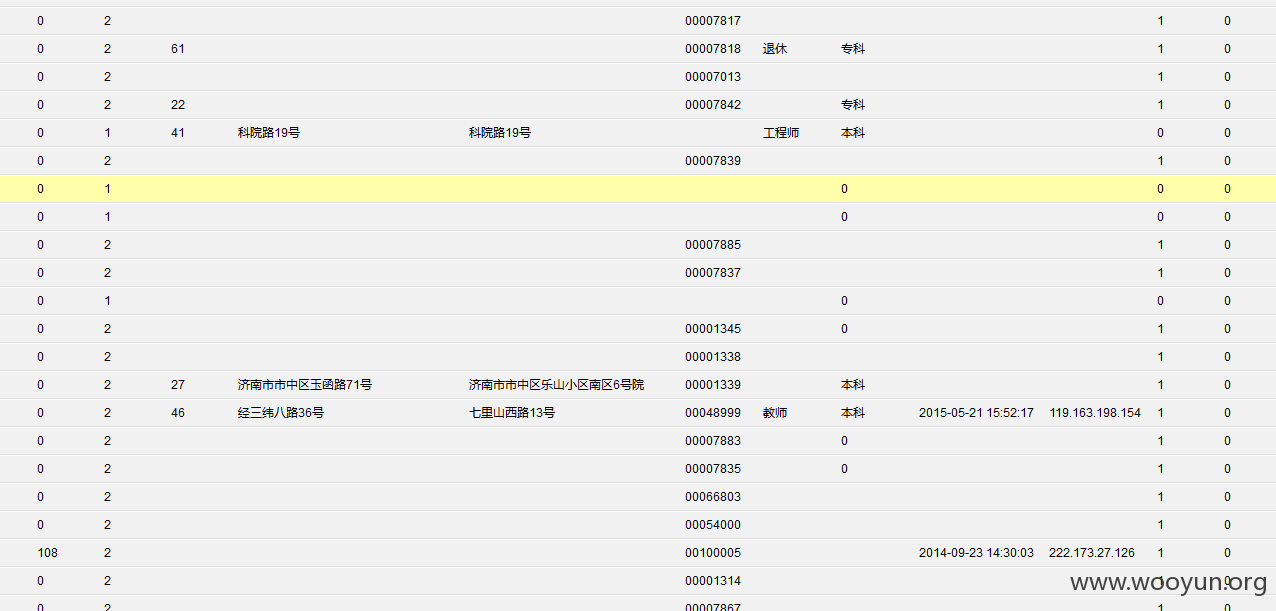 0 2 00007817 1 0
0 2 61 00007818 退休 专科 1 0
0 2 00007013 1 0
0 2 22 00007842 专科 1 0
0 1 41 科院路19号 科院路19号 工程师 本科 0 0
0 2 00007839 1 0
0 1 0 0 0
0 1 0 0 0
0 2 00007885 1 0
0 2 00007837 1 0
0 1 0 0 0
0 2 00001345 0 1 0
0 2 00001338 1 0
0 2 27 济南市市中区玉函路71号 济南市市中区乐山小区南区6号院 00001339 本科 1 0
0 2 46 经三纬八路36号 七里山西路13号 00048999 教师 本科 2015-05-21 15:52:17 119.163.198.154 1 0
0 2 00007883 0 1 0
0 2 00007835 0 1 0
0 2 00066803 1 0
0 2 00054000 1 0
108 2 00100005 2014-09-23 14:30:03 222.173.27.126 1 0
0 2 00001314 1 0
www.wooyun.org
0 2 00007867 1 0